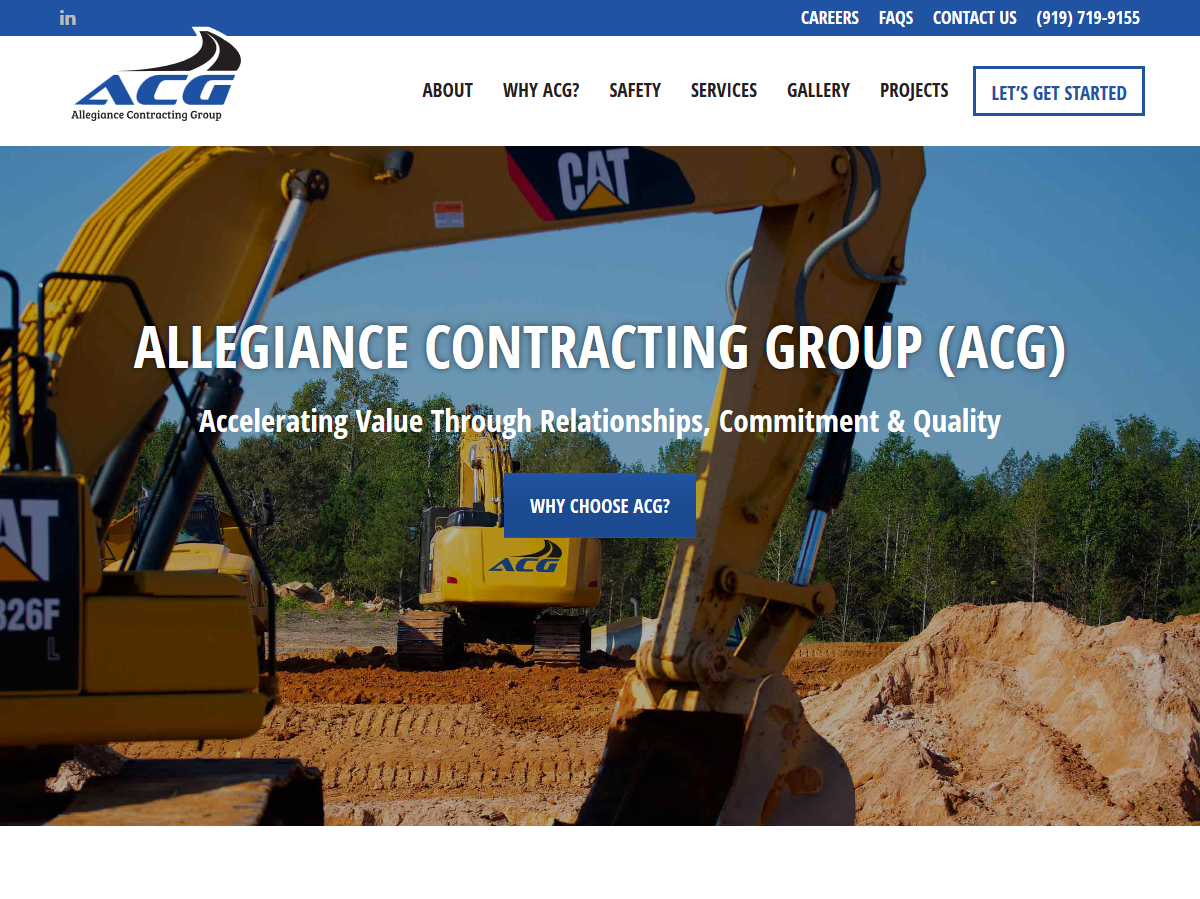 in
CAREERS FAQS CONTACT US (919) 719-9155
ACG
Allegiance Contracting Group
ABOUT WHY ACG? SAFETY SERVICES GALLERY PROJECTS LET’S GET STARTED
CAT
ALLEGIANCE CONTRACTING GROUP (ACG)
Accelerating Value Through Relationships, Commitment & Quality
WHY CHOOSE ACG?
AT
ACG
326F
L